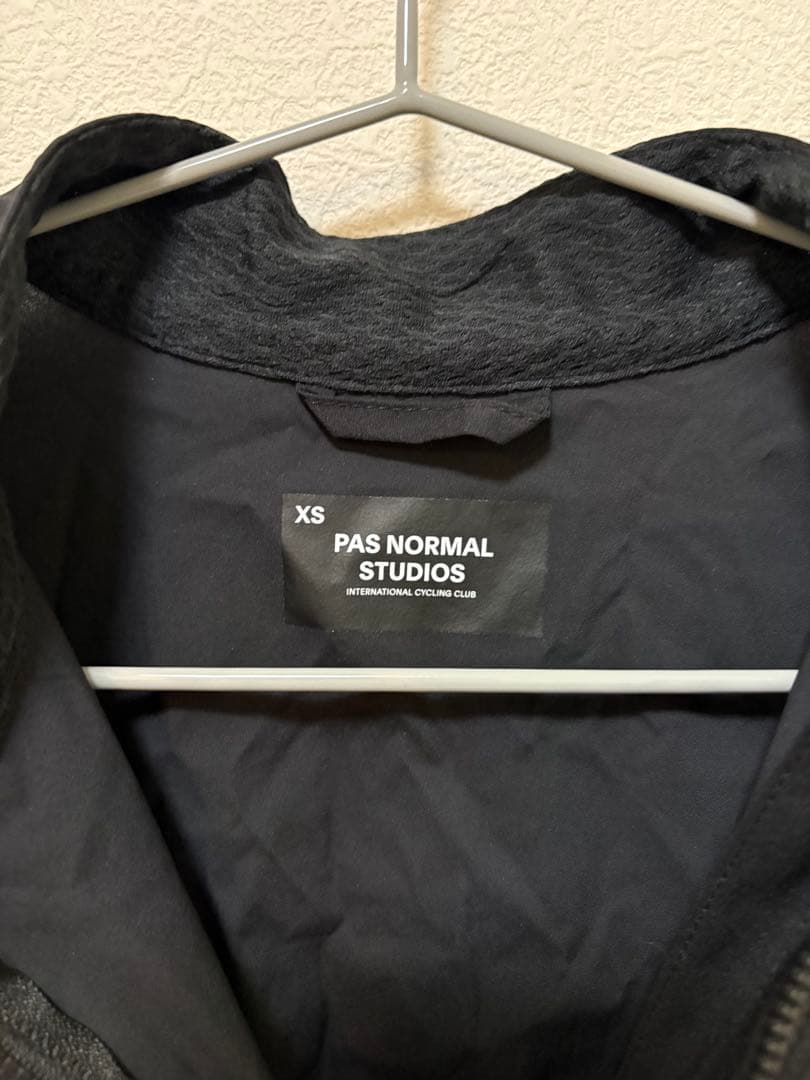 XS
PAS NORMAL
STUDIOS
INTERNATIONAL CYCLING CLUB